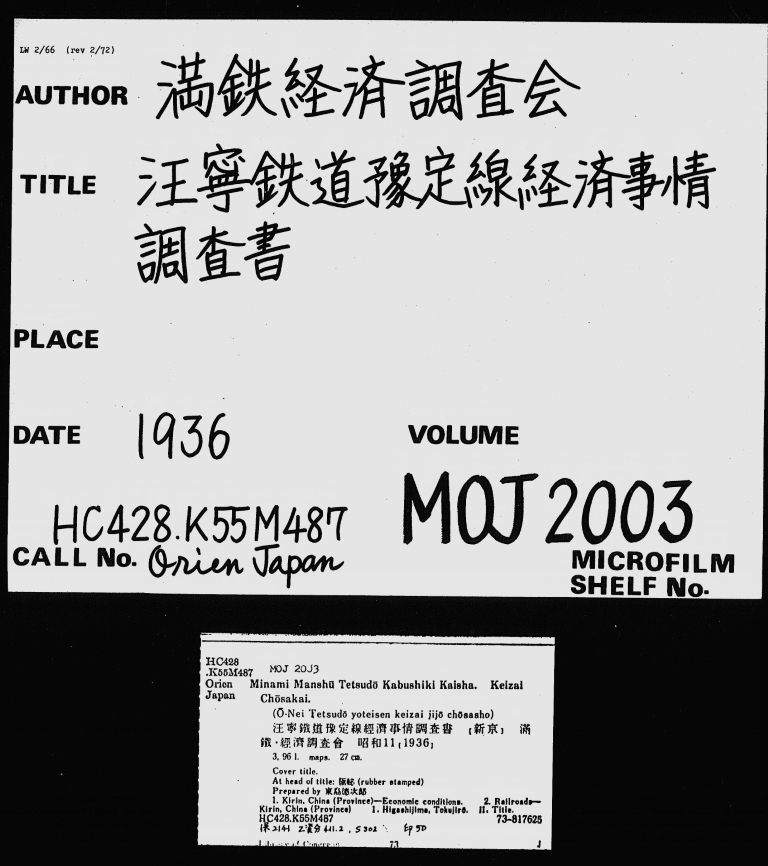 LW 2/66 (rev 2/72)
AUTHOR 満鉄経済調査会
TITLE 汪寧鉄道豫定線経済事情
調査書
PLACE
DATE 1936 VOLUME
HC428.K55M487 MOJ 2003
CALL No. Orien Japan MICROFILM
SHELF No.
HC428
.K55M487 MOJ 20J3
Orien Minami Manshū Tetsudō Kabushiki Kaisha. Keizai
Japan Chōsakai.
(Ō-Nei Tetsudō yoteisen keizai jijō chōsasho)
汪寧鐵道豫定線經濟事情調査書 [新京] 滿
鐵・經濟調査會 昭和11 [1936]
3, 96 l. maps. 27 cm.
Cover title.
At head of title: 極秘 (rubber stamped)
Prepared by 東島徳次郎
1. Kirin, China (Province)—Economic conditions. 2. Railroads—
Kirin, China (Province) I. Higashijima, Tokujirō. II. Title.
HC428.K55M487 73-817625
Library of Congress 73